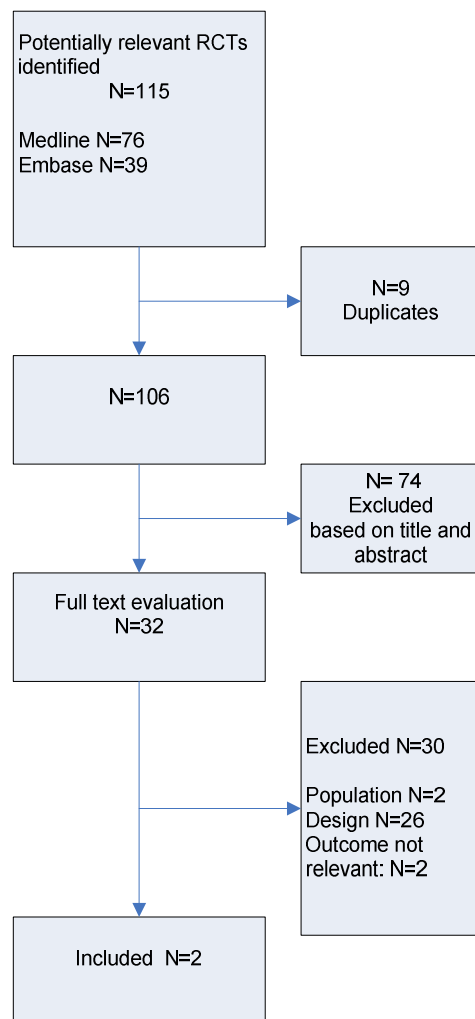 Potentially relevant RCTs
identified
N=115
Medline N=76
Embase N=39
N=9
Duplicates
N=106
N= 74
Excluded
based on title and
abstract
Full text evaluation
N=32
Excluded N=30
Population N=2
Design N=26
Outcome not
relevant: N=2
Included N=2